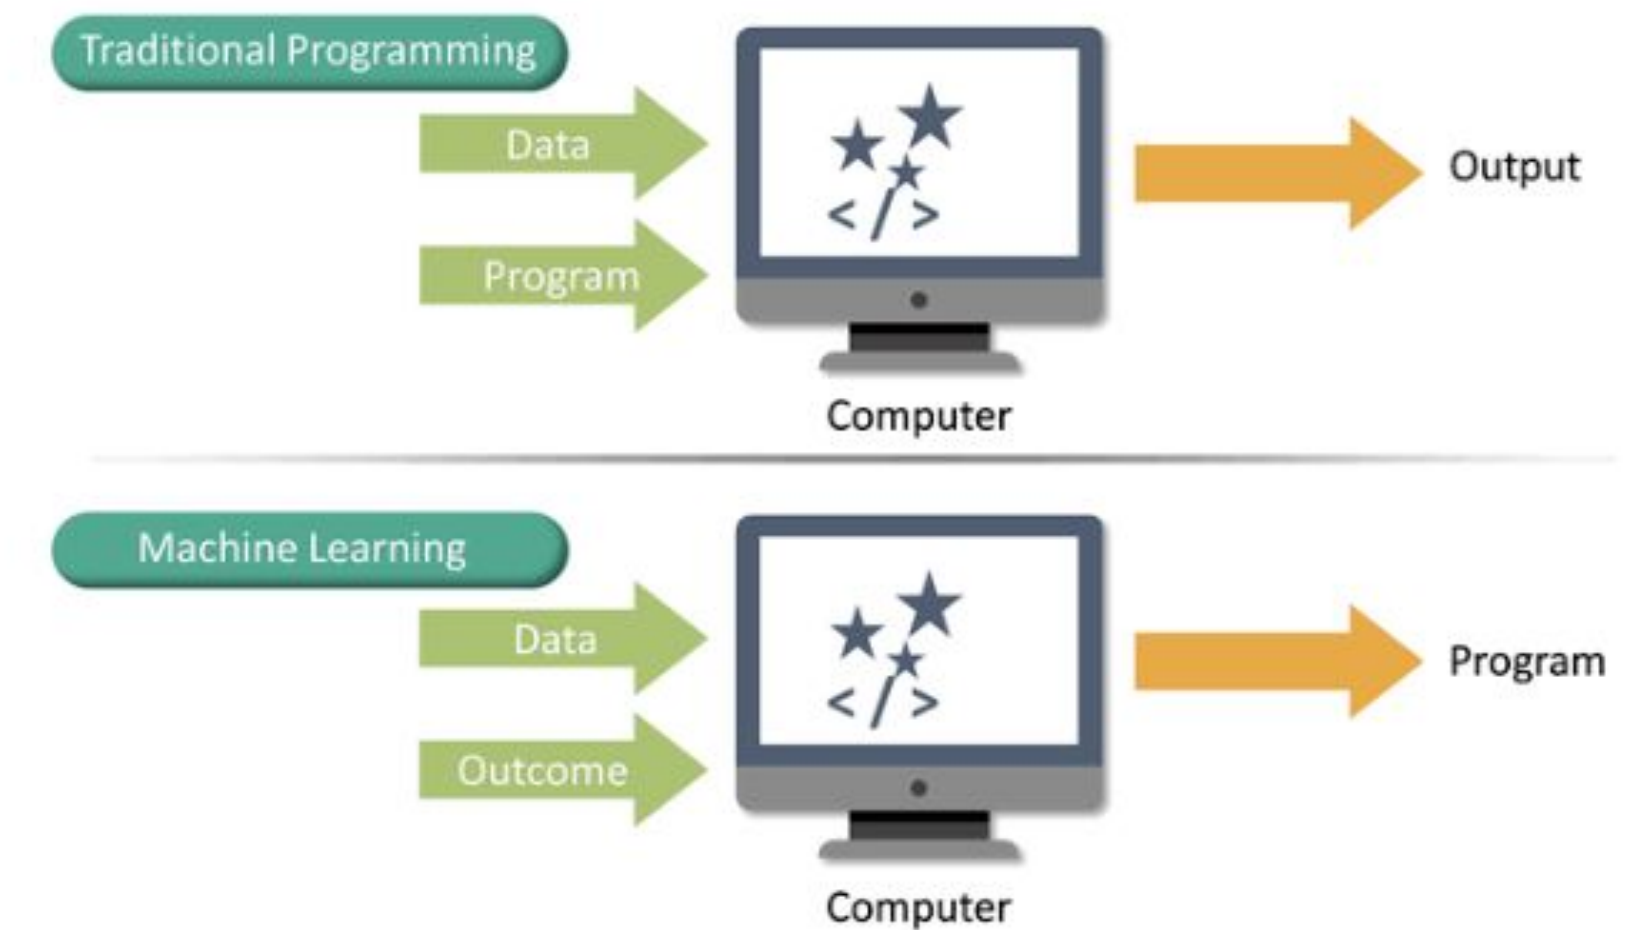 Traditional Programming
Data
Program
</>
Output
Computer
Machine Learning
Data
Outcome
</>
Program
Computer